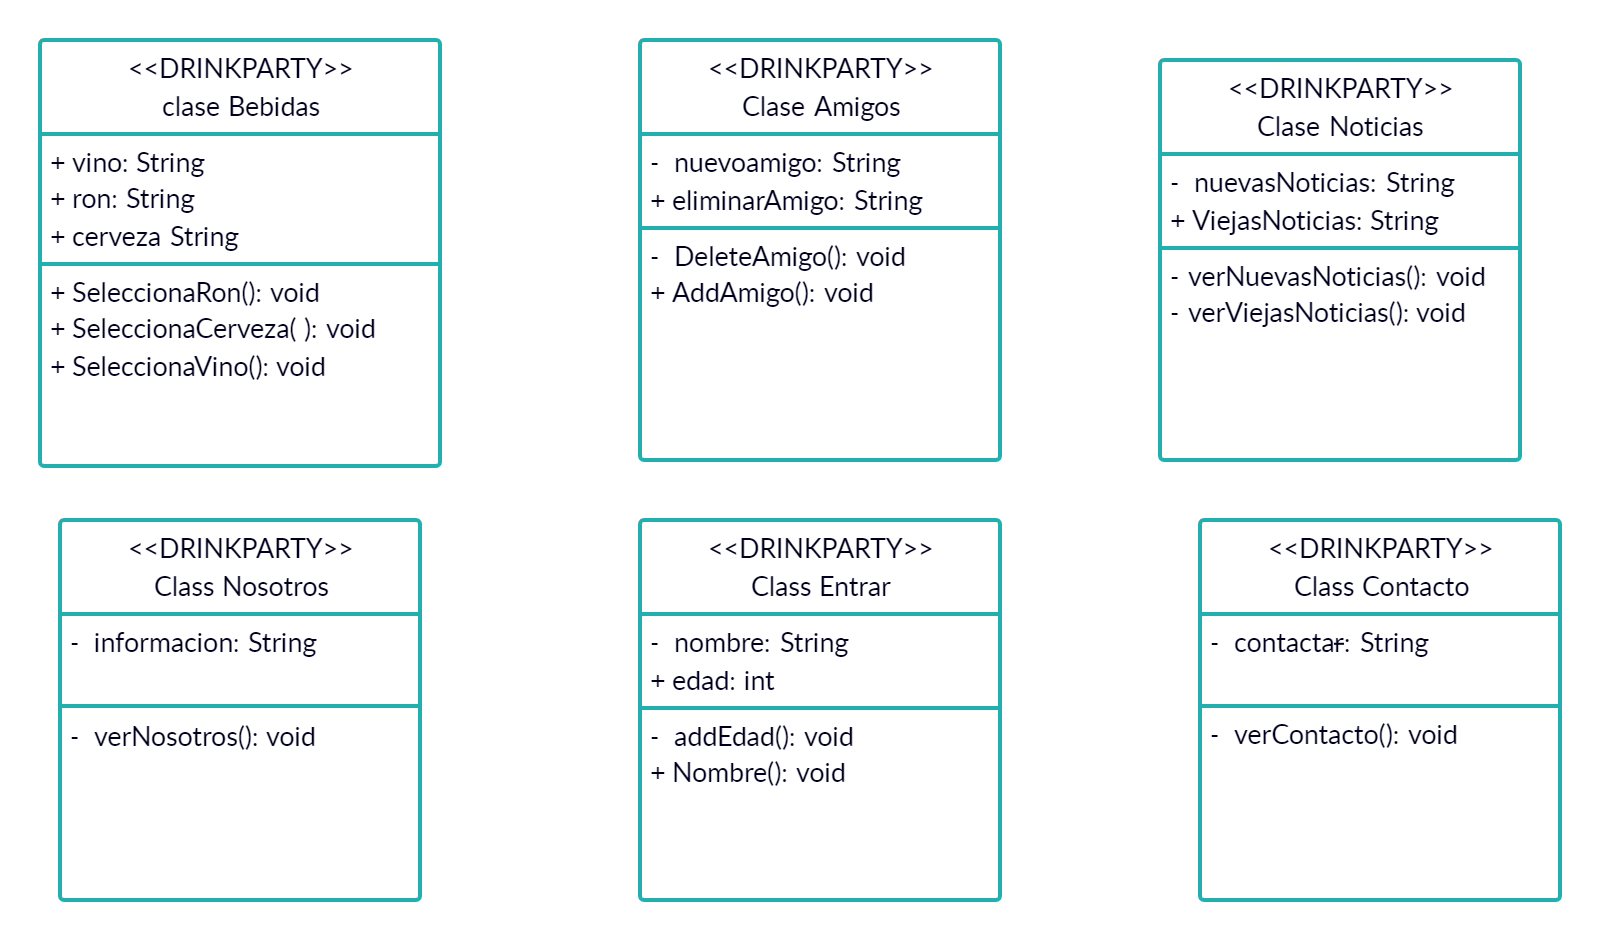 <<DRINKPARTY>>
clase Bebidas
+ vino: String
+ ron: String
+ cerveza String
+ SeleccionaRon(): void
+ SeleccionaCerveza( ): void
+ SeleccionaVino(): void
<<DRINKPARTY>>
Clase Amigos
- nuevoamigo: String
+ eliminarAmigo: String
- DeleteAmigo(): void
+ AddAmigo(): void
<<DRINKPARTY>>
Clase Noticias
- nuevasNoticias: String
+ ViejasNoticias: String
- verNuevasNoticias(): void
- verViejasNoticias(): void
<<DRINKPARTY>>
Class Nosotros
- informacion: String
- verNosotros(): void
<<DRINKPARTY>>
Class Entrar
- nombre: String
+ edad: int
- addEdad(): void
+ Nombre(): void
<<DRINKPARTY>>
Class Contacto
- contactar: String
- verContacto(): void